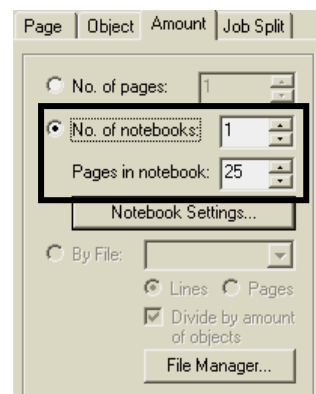 Page Object Amount Job Split
No. of pages: 1
No. of notebooks: 1
Pages in notebook: 25
Notebook Settings...
By File:
Lines Pages
Divide by amount
of objects
File Manager...